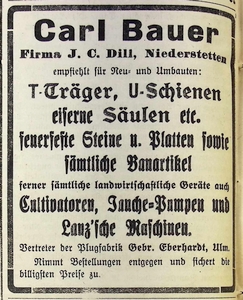 Carl Bauer
Firma J. C. Dill, Niederstetten
empfiehlt für Neu- und Umbauten:
T-Träger, U-Schienen
eiserne Säulen etc.
feuerfeste Steine u. Platten sowie
sämtliche Bauartikel
ferner sämtliche landwirtschaftliche Geräte auch
Cultivatoren, Jauche-Pumpen und
Lanz'sche Maschinen.
Vertreter der Plugfabrik Gebr. Eberhardt, Ulm.
Nimmt Bestellungen entgegen und sichert die
billigsten Preise zu.